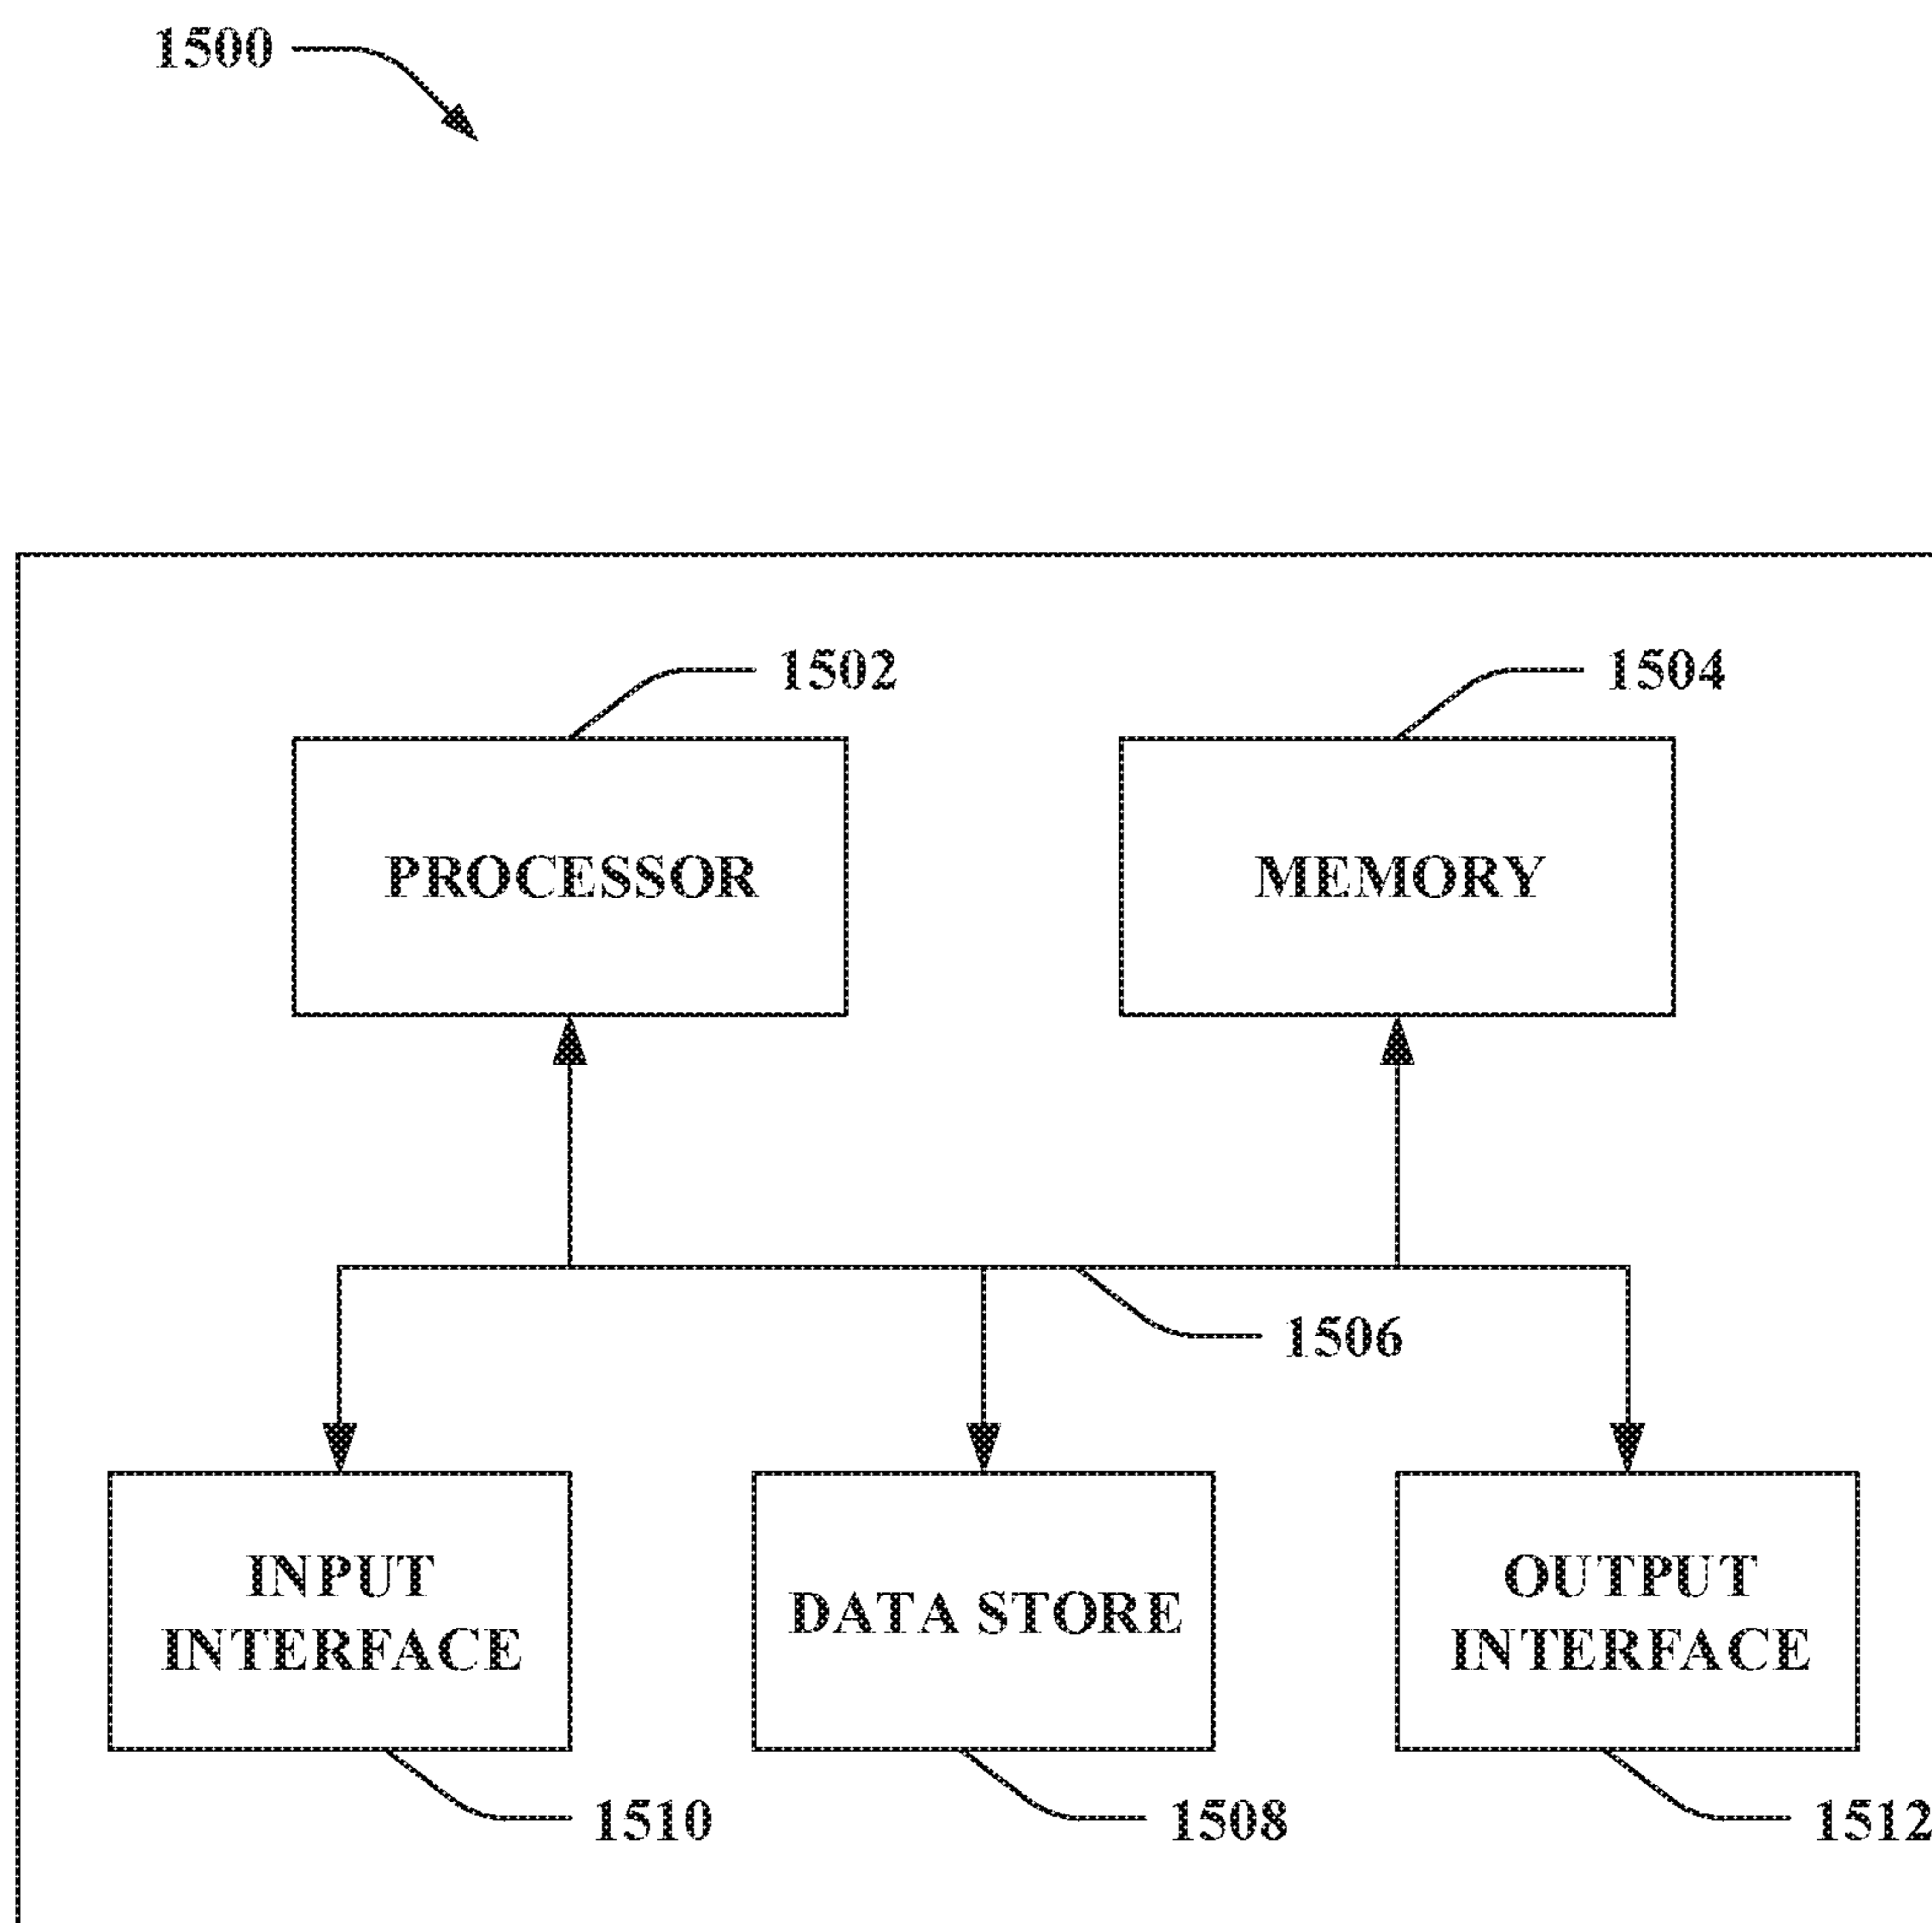 1500
1502
1504
PROCESSOR
MEMORY
1506
INPUT
INTERFACE
DATA STORE
OUTPUT
INTERFACE
1510
1508
1512